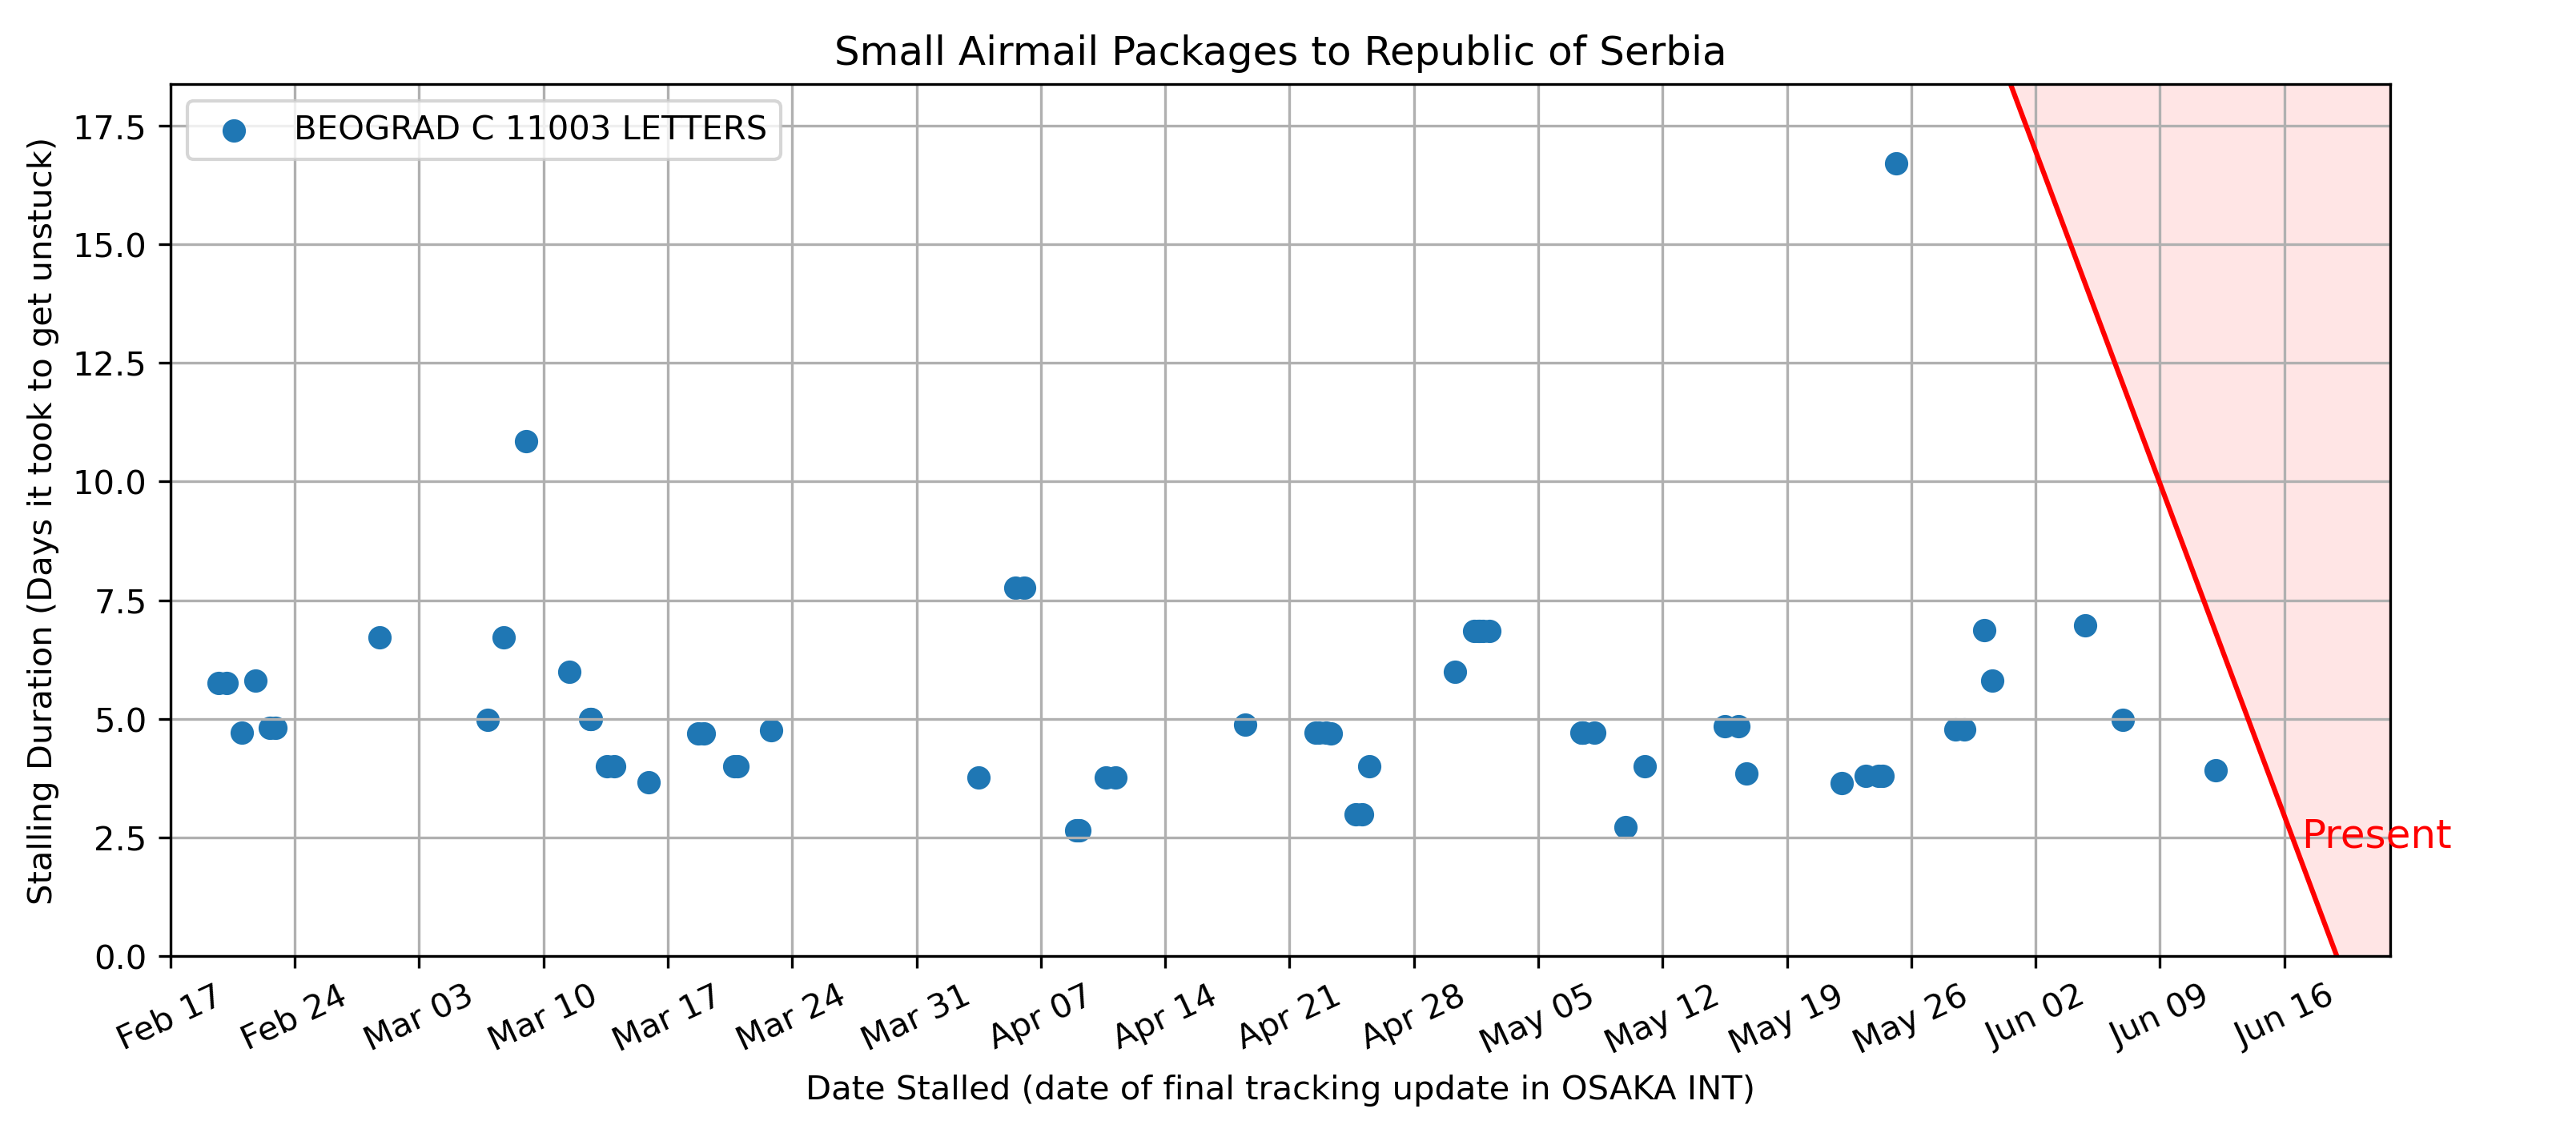 Small Airmail Packages to Republic of Serbia
BEOGRAD C 11003 LETTERS
Stalling Duration (Days it took to get unstuck)
17.5
15.0
12.5
10.0
7.5
5.0
2.5
0.0
Present
Feb 17
Feb 24
Mar 03
Mar 10
Mar 17
Mar 24
Mar 31
Apr 07
Apr 14
Apr 21
Apr 28
May 05
May 12
May 19
May 26
Jun 02
Jun 09
Jun 16
Date Stalled (date of final tracking update in OSAKA INT)